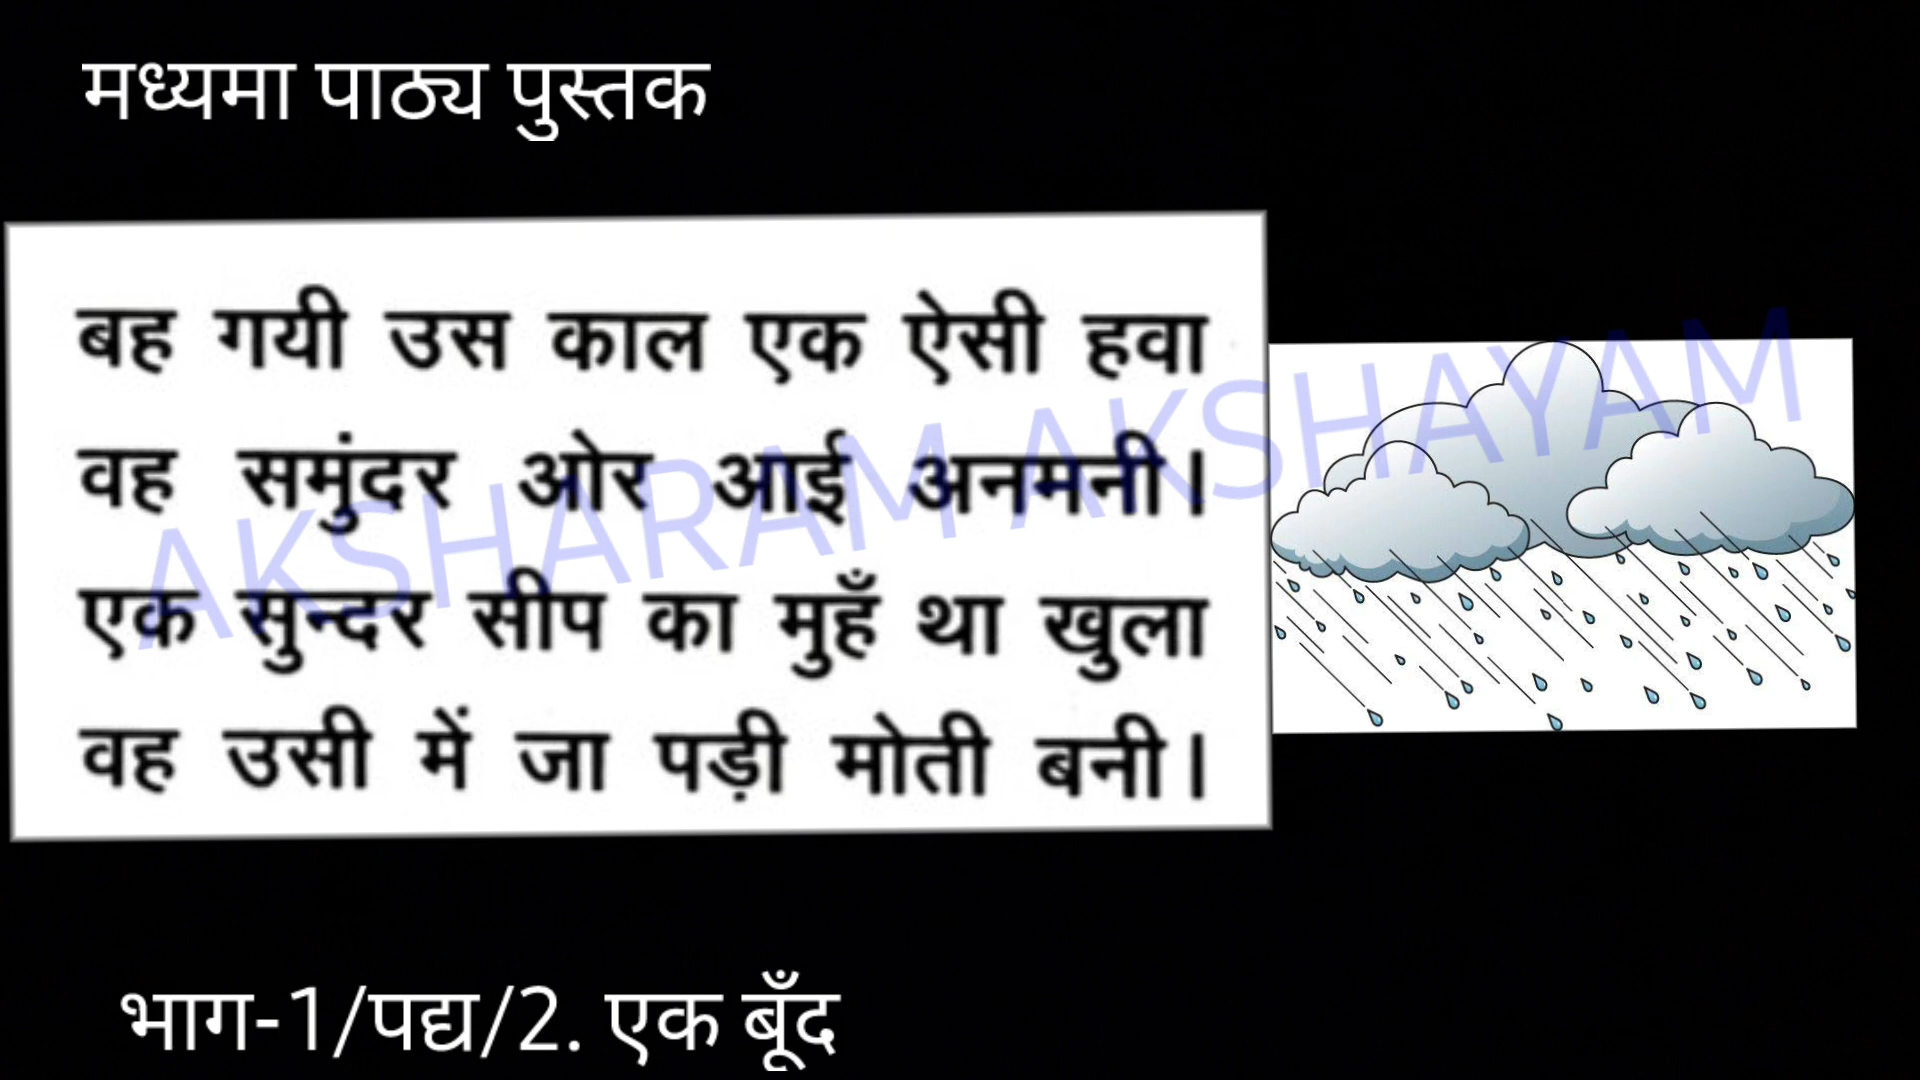 मध्यमा पाठ्य पुस्तक
बह गयी उस काल एक ऐसी हवा
वह समुंदर ओर आई अनमनी।
एक सुन्दर सीप का मुहँ था खुला
वह उसी में जा पड़ी मोती बनी।
AKSHARAM AKSHAYAM
भाग-1/पद्य/2. एक बूँद